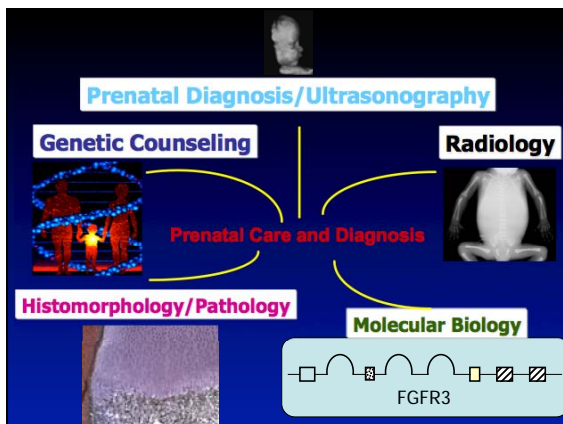 Prenatal Diagnosis/Ultrasonography
Genetic Counseling
Radiology
Prenatal Care and Diagnosis
Histomorphology/Pathology
Molecular Biology
FGFR3